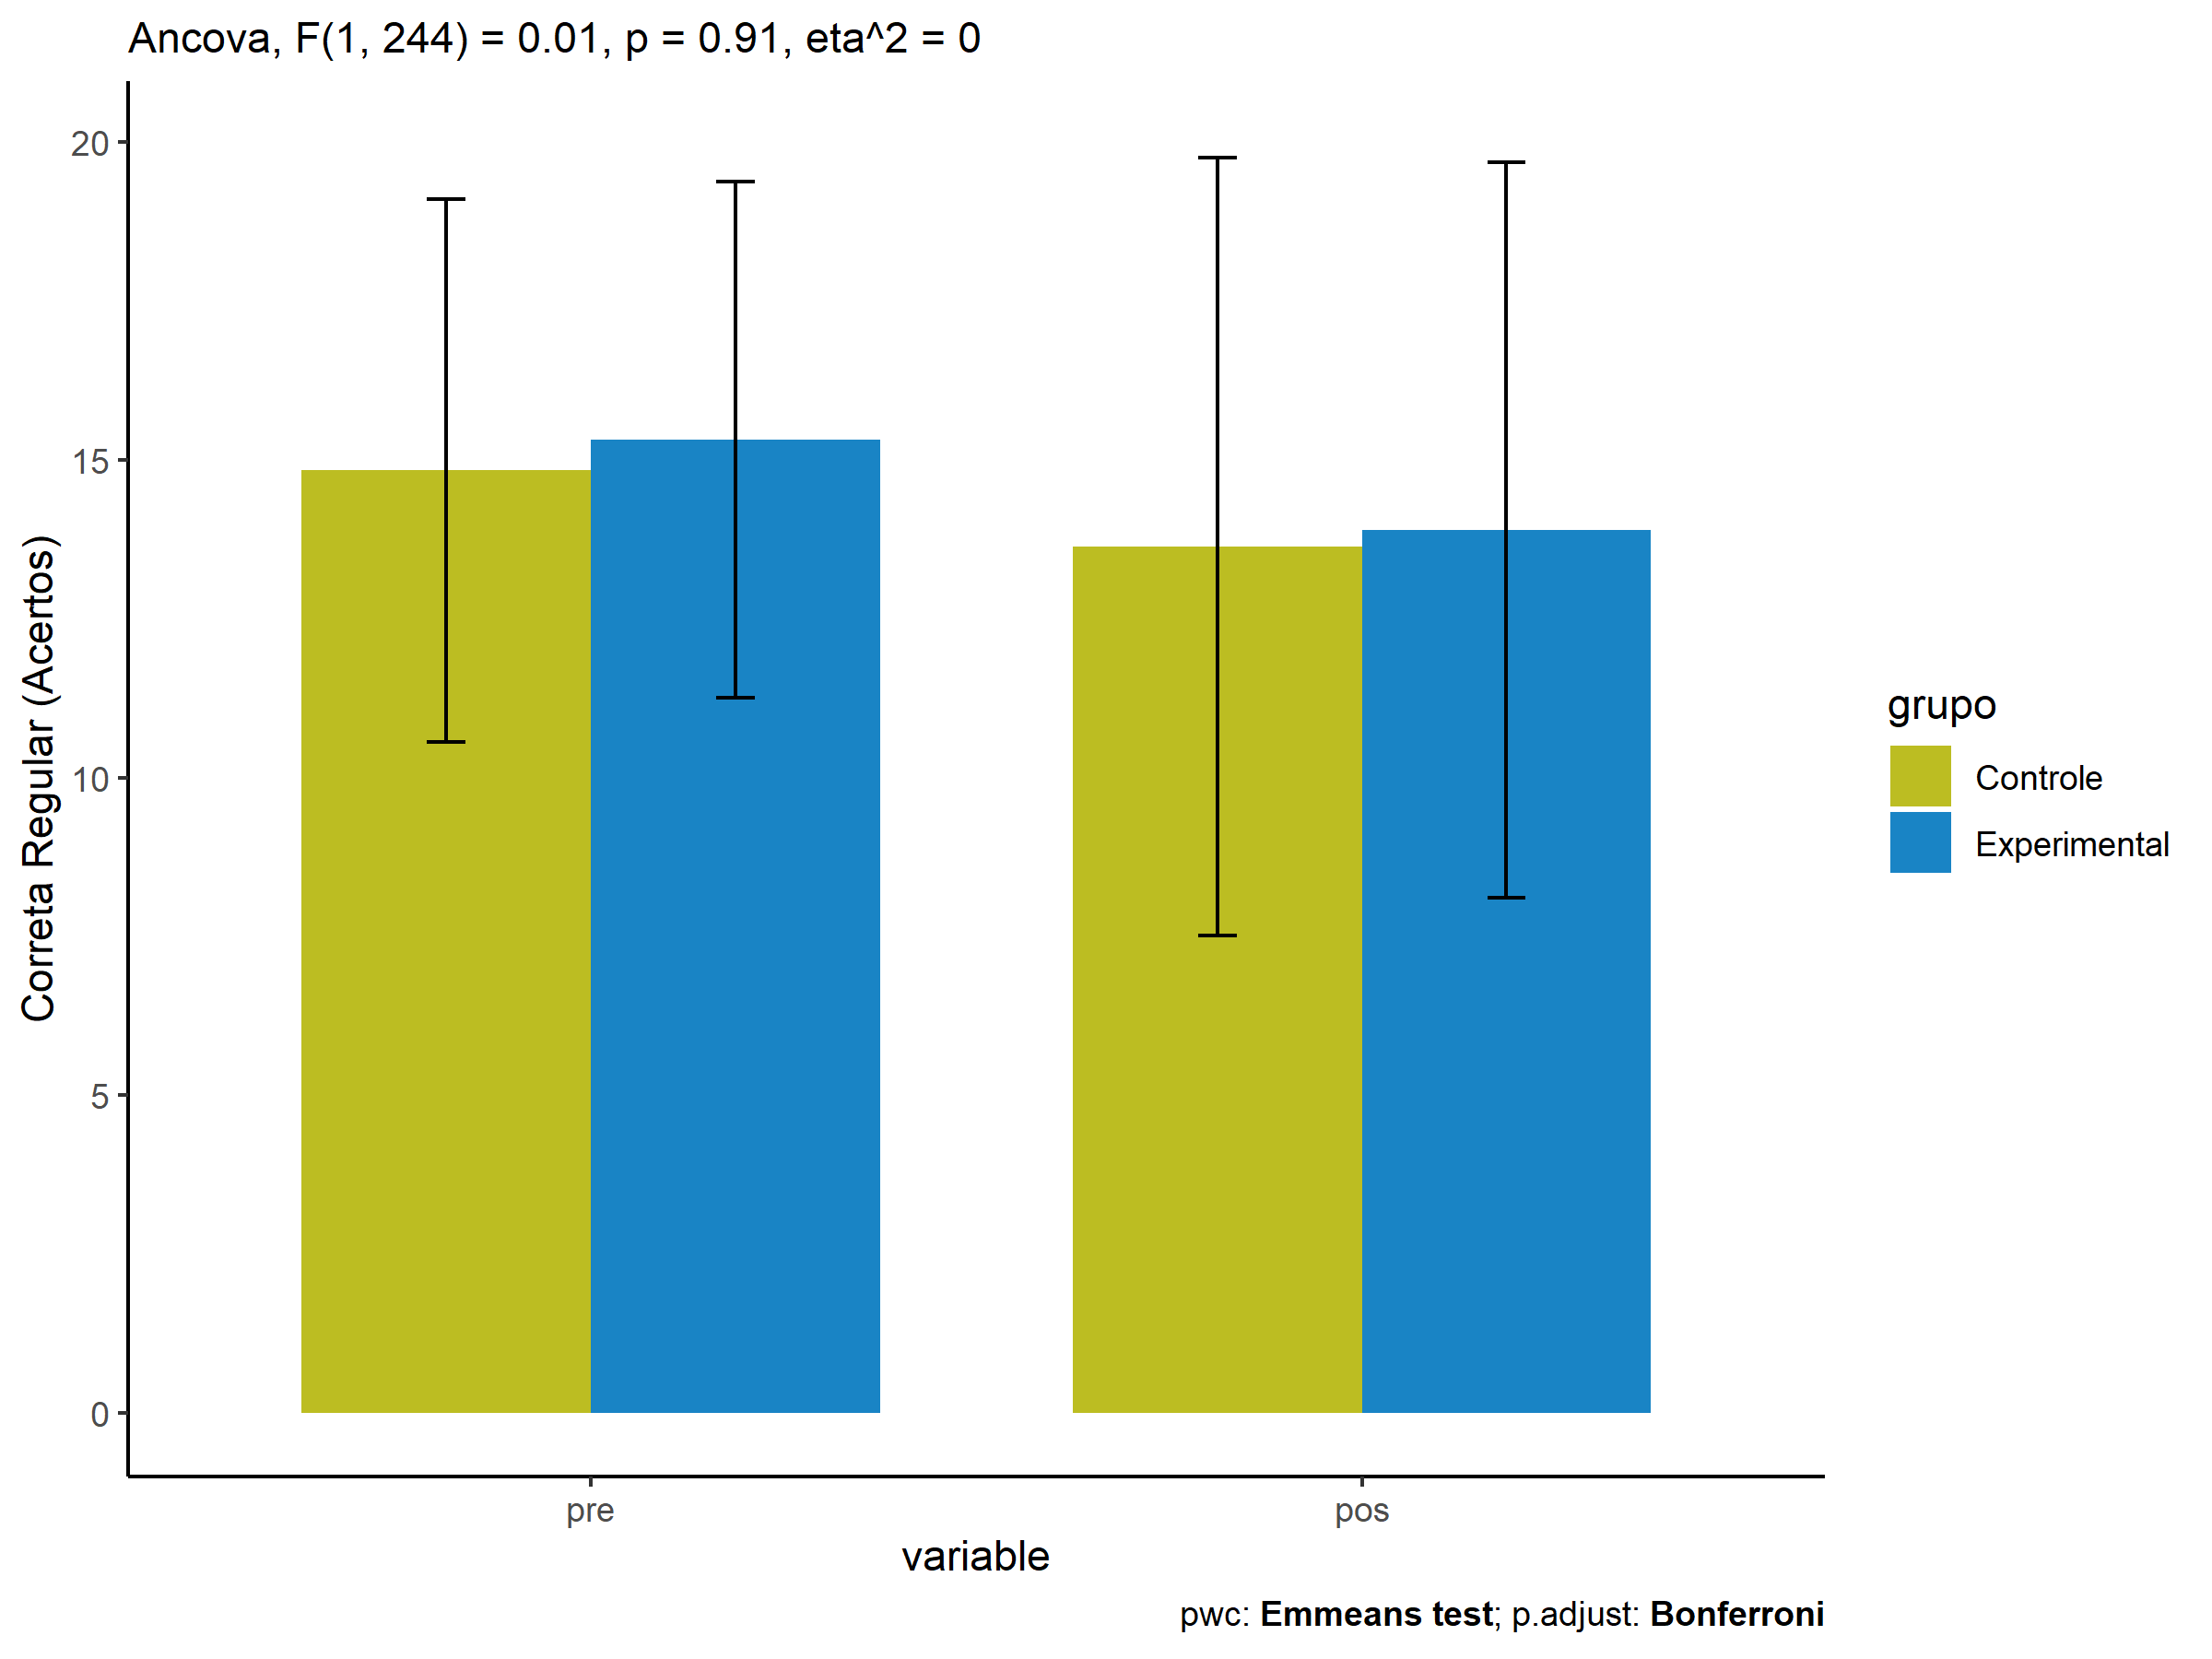 Ancova, F(1, 244) = 0.01, p = 0.91, eta^2 = 0
Correta Regular (Acertos)
20
15
10
5
0
pre
pos
variable
grupo
Controle
Experimental
pwc: Emmeans test; p.adjust: Bonferroni